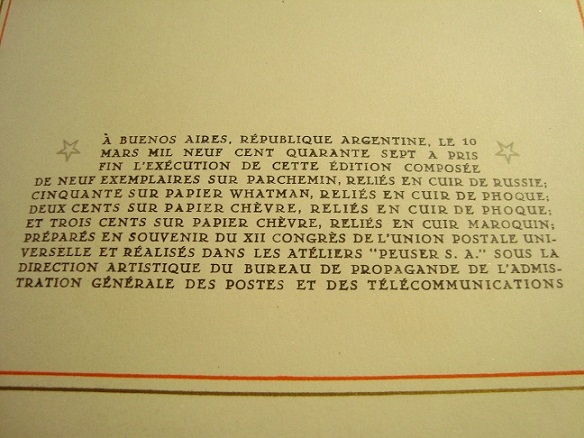 À BUENOS AIRES, RÉPUBLIQUE ARGENTINE, LE 10
MARS MIL NEUF CENT QUARANTE SEPT A PRIS
FIN L'EXÉCUTION DE CETTE ÉDITION COMPOSÉE
DE NEUF EXEMPLAIRES SUR PARCHEMIN, RELIÉS EN CUIR DE RUSSIE;
CINQUANTE SUR PAPIER WHATMAN, RELIÉS EN CUIR DE PHOQUE;
DEUX CENTS SUR PAPIER CHÈVRE, RELIÉS EN CUIR DE PHOQUE;
ET TROIS CENTS SUR PAPIER CHÈVRE, RELIÉS EN CUIR MAROQUIN;
PRÉPARÉS EN SOUVENIR DU XII CONGRÈS DE L'UNION POSTALE UNI-
VERSELLE ET RÉALISÉS DANS LES ATÉLIERS "PEUSER S. A." SOUS LA
DIRECTION ARTISTIQUE DU BUREAU DE PROPAGANDE DE L'ADMIS-
TRATION GÉNÉRALE DES POSTES ET DES TÉLÉCOMMUNICATIONS